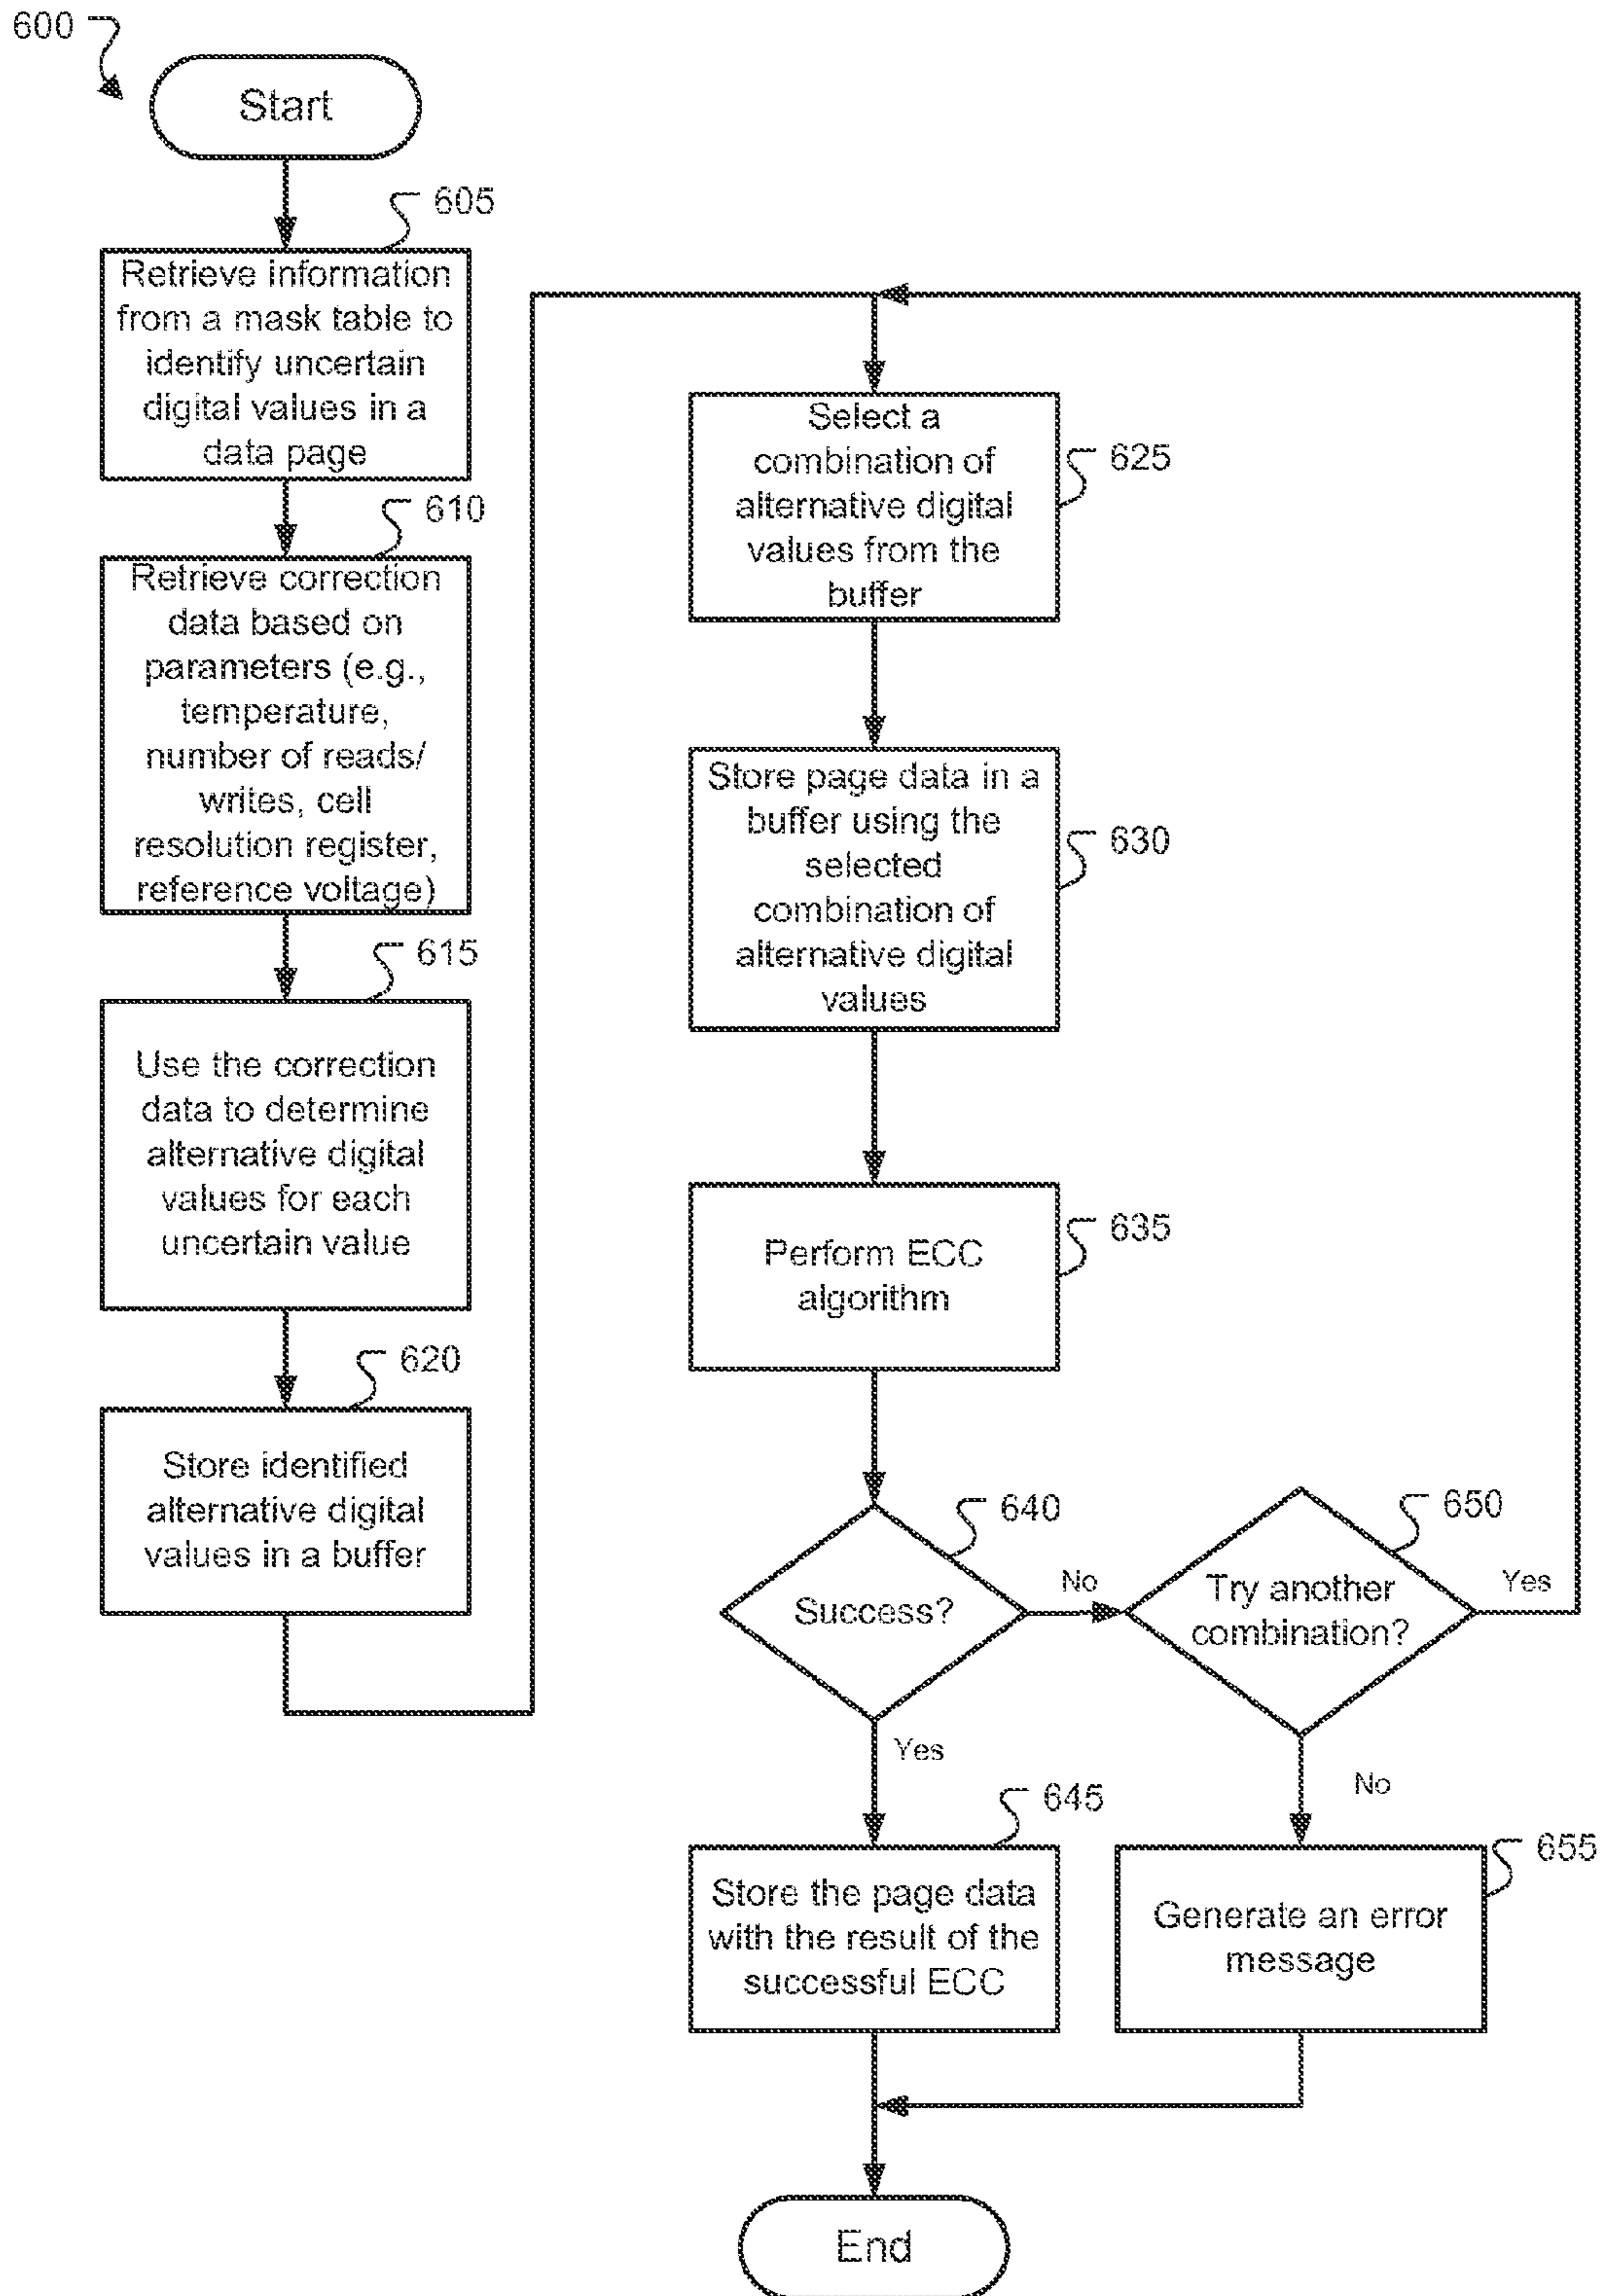 600
Start
605
Retrieve information
from a mask table to
identify uncertain
digital values in a
data page
610
Retrieve correction
data based on
parameters (e.g.,
temperature,
number of reads/
writes, cell
resolution register,
reference voltage)
615
Use the correction
data to determine
alternative digital
values for each
uncertain value
620
Store identified
alternative digital
values in a buffer
Select a
combination of
alternative digital
values from the
buffer
625
Store page data in a
buffer using the
selected
combination of
alternative digital
values
630
Perform ECC
algorithm
635
640
Success?
No
Yes
650
Try another
combination?
Yes
No
645
Store the page data
with the result of the
successful ECC
655
Generate an error
message
End